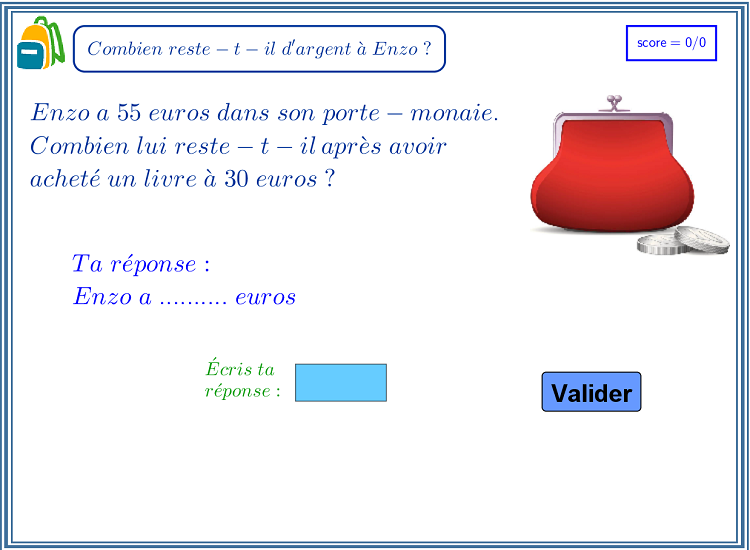 Combien reste-t-il d'argent à Enzo ?
score = 0/0
Enzo a 55 euros dans son porte-monaie.
Combien lui reste-t-il après avoir
acheté un livre à 30 euros ?
Ta réponse :
Enzo a .......... euros
Écris ta
réponse :
Valider